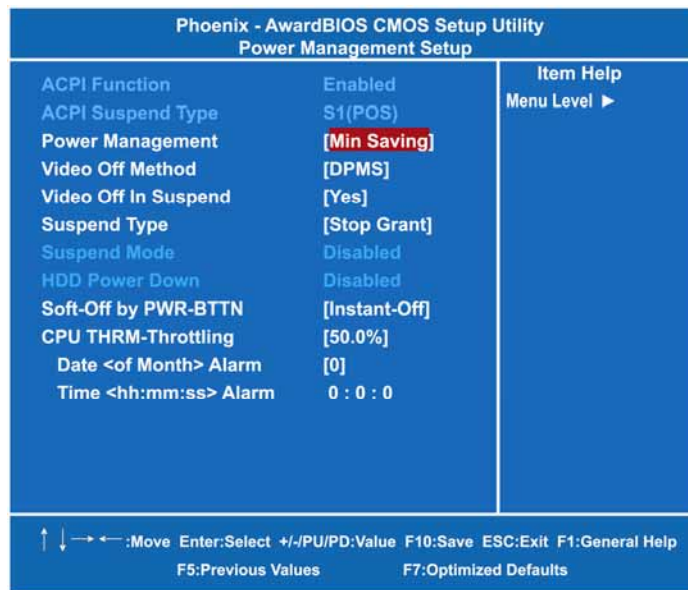 Phoenix - AwardBIOS CMOS Setup Utility
Power Management Setup
ACPI Function Enabled
ACPI Suspend Type S1(POS)
Power Management [Min Saving]
Video Off Method [DPMS]
Video Off In Suspend [Yes]
Suspend Type [Stop Grant]
Suspend Mode Disabled
HDD Power Down Disabled
Soft-Off by PWR-BTTN [Instant-Off]
CPU THRM-Throttling [50.0%]
Date <of Month> Alarm [0]
Time <hh:mm:ss> Alarm 0 : 0 : 0
Item Help
Menu Level ►
↑ ↓ → ← :Move Enter:Select +/-/PU/PD:Value F10:Save ESC:Exit F1:General Help
F5:Previous Values F7:Optimized Defaults